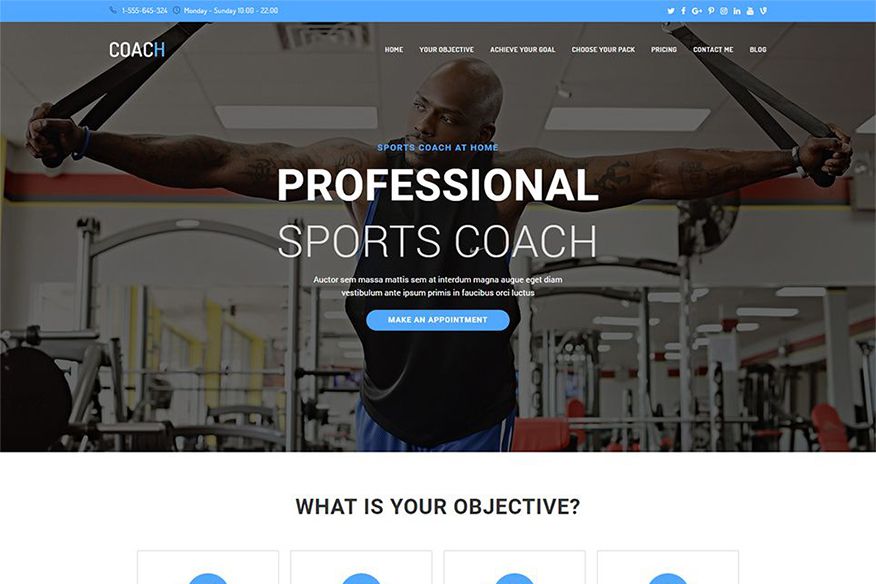 1-555-645-324 Monday - Sunday 10:00 - 22:00
COACH
HOME YOUR OBJECTIVE ACHIEVE YOUR GOAL CHOOSE YOUR PACK PRICING CONTACT ME BLOG
SPORTS COACH AT HOME
PROFESSIONAL
SPORTS COACH
Auctor sem massa mattis sem at interdum magna augue eget diam
vestibulum ante ipsum primis in faucibus orci luctus
MAKE AN APPOINTMENT
WHAT IS YOUR OBJECTIVE?